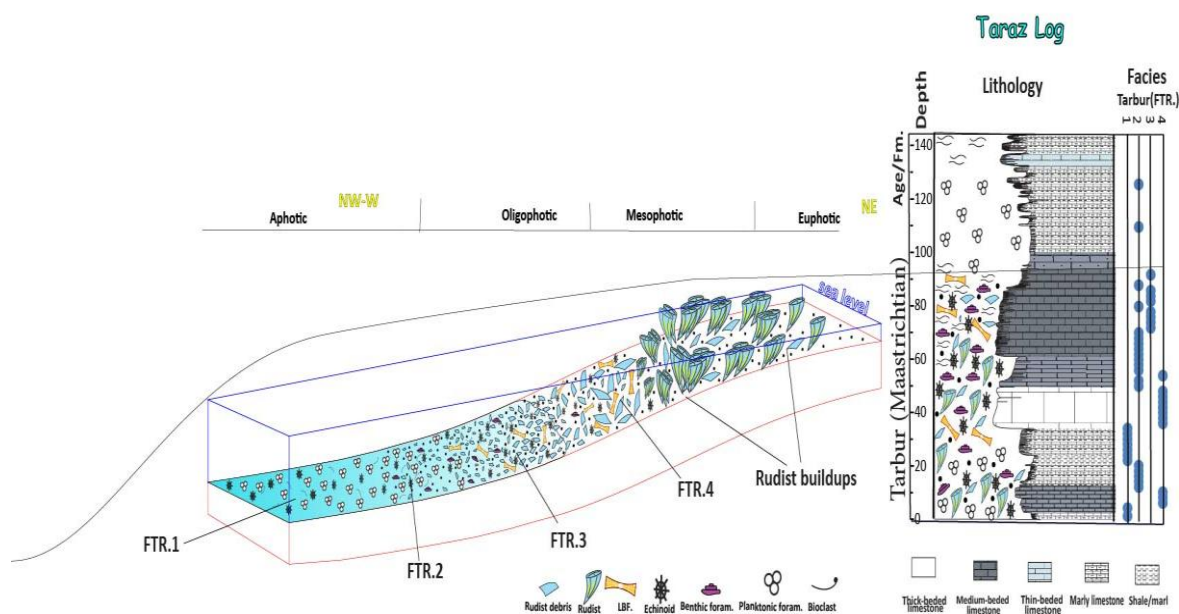 Taraz Log
Lithology
Facies
Tarbur(FTR.)
1 2 3 4
Depth
Age/Fm.
Tarbur (Maastrichtian)
140
120
100
80
60
40
20
0
NW-W
NE
Aphotic
Oligophotic
Mesophotic
Euphotic
sea level
FTR.1
FTR.2
FTR.3
FTR.4
Rudist buildups
Rudist debris
Rudist
LBF.
Echinoid
Benthic foram.
Planktonic foram.
Bioclast
Thick-beded
limestone
Medium-beded
limestone
Thin-beded
limestone
Marly limestone
Shale/marl